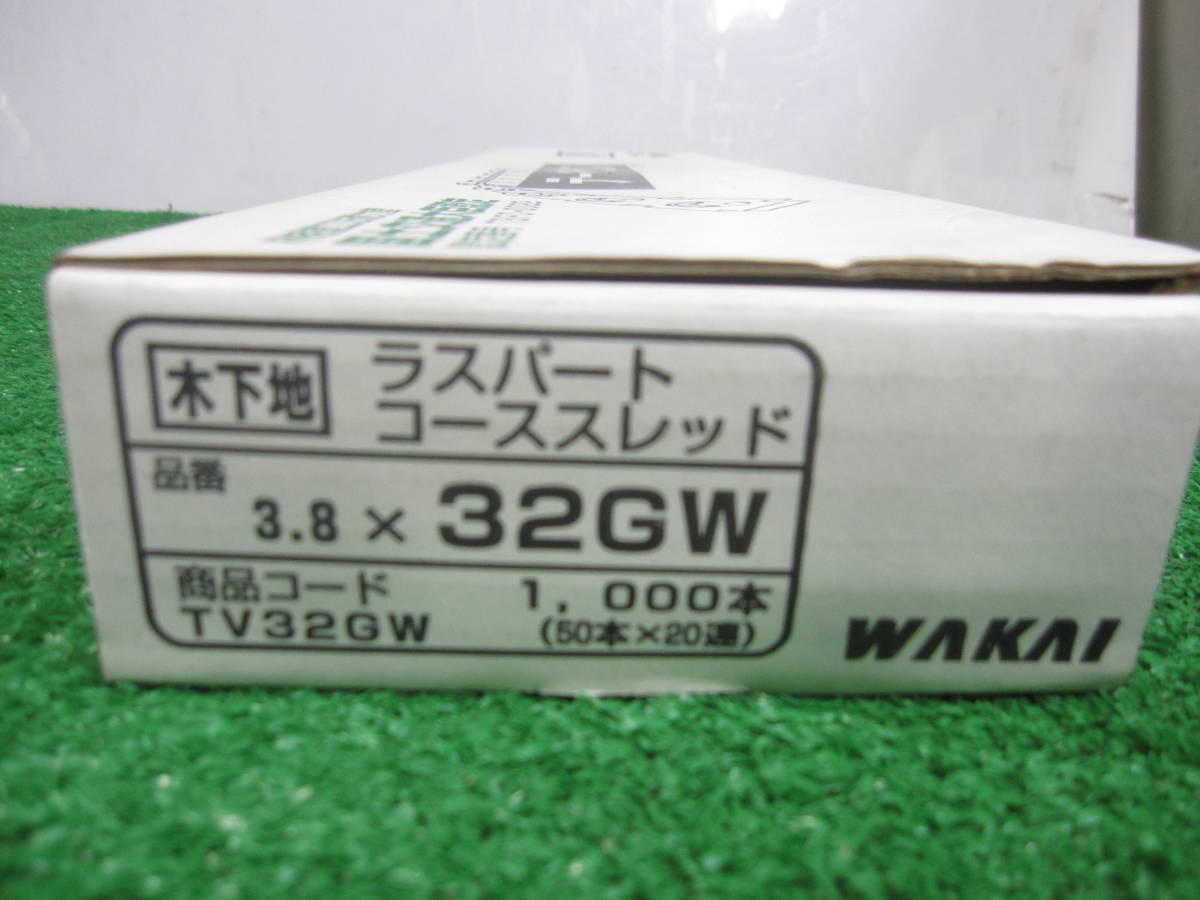 木下地
ラスパート
コーススレッド
品番
3.8 × 32GW
商品コード
TV32GW
1,000本
(50本×20連)
WAKAI